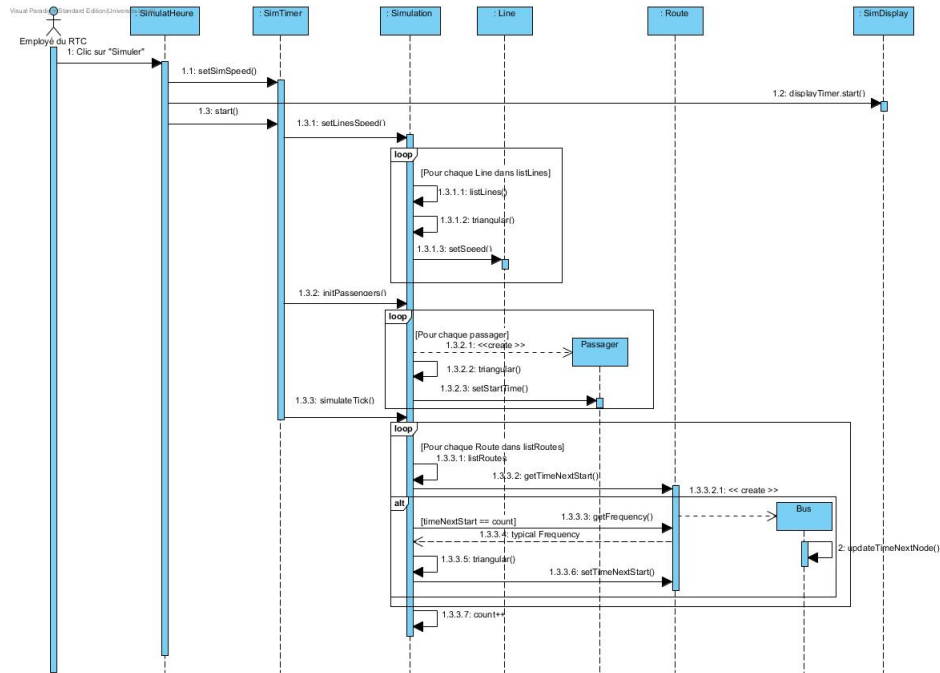 Visual Paradigm Standard Edition(Universi
: SimulatHeure
: SimTimer
: Simulation
: Line
: Route
: SimDisplay
Employé du RTC
1: Clic sur "Simuler"
1.1: setSimSpeed()
1.2: displayTimer.start()
1.3: start()
1.3.1: setLinesSpeed()
loop
[Pour chaque Line dans listLines]
1.3.1.1: listLines()
1.3.1.2: triangular()
1.3.1.3: setSpeed()
1.3.2: initPassengers()
loop
[Pour chaque passager]
1.3.2.1: <<create >>
Passager
1.3.2.2: triangular()
1.3.2.3: setStartTime()
1.3.3: simulateTick()
loop
[Pour chaque Route dans listRoutes]
1.3.3.1: listRoutes
1.3.3.2: getTimeNextStart()
1.3.3.2.1: << create >>
alt
Bus
[timeNextStart == count]
1.3.3.3: getFrequency()
1.3.3.4: typical Frequency
2: updateTimeNextNode()
1.3.3.5: triangular()
1.3.3.6: setTimeNextStart()
1.3.3.7: count++